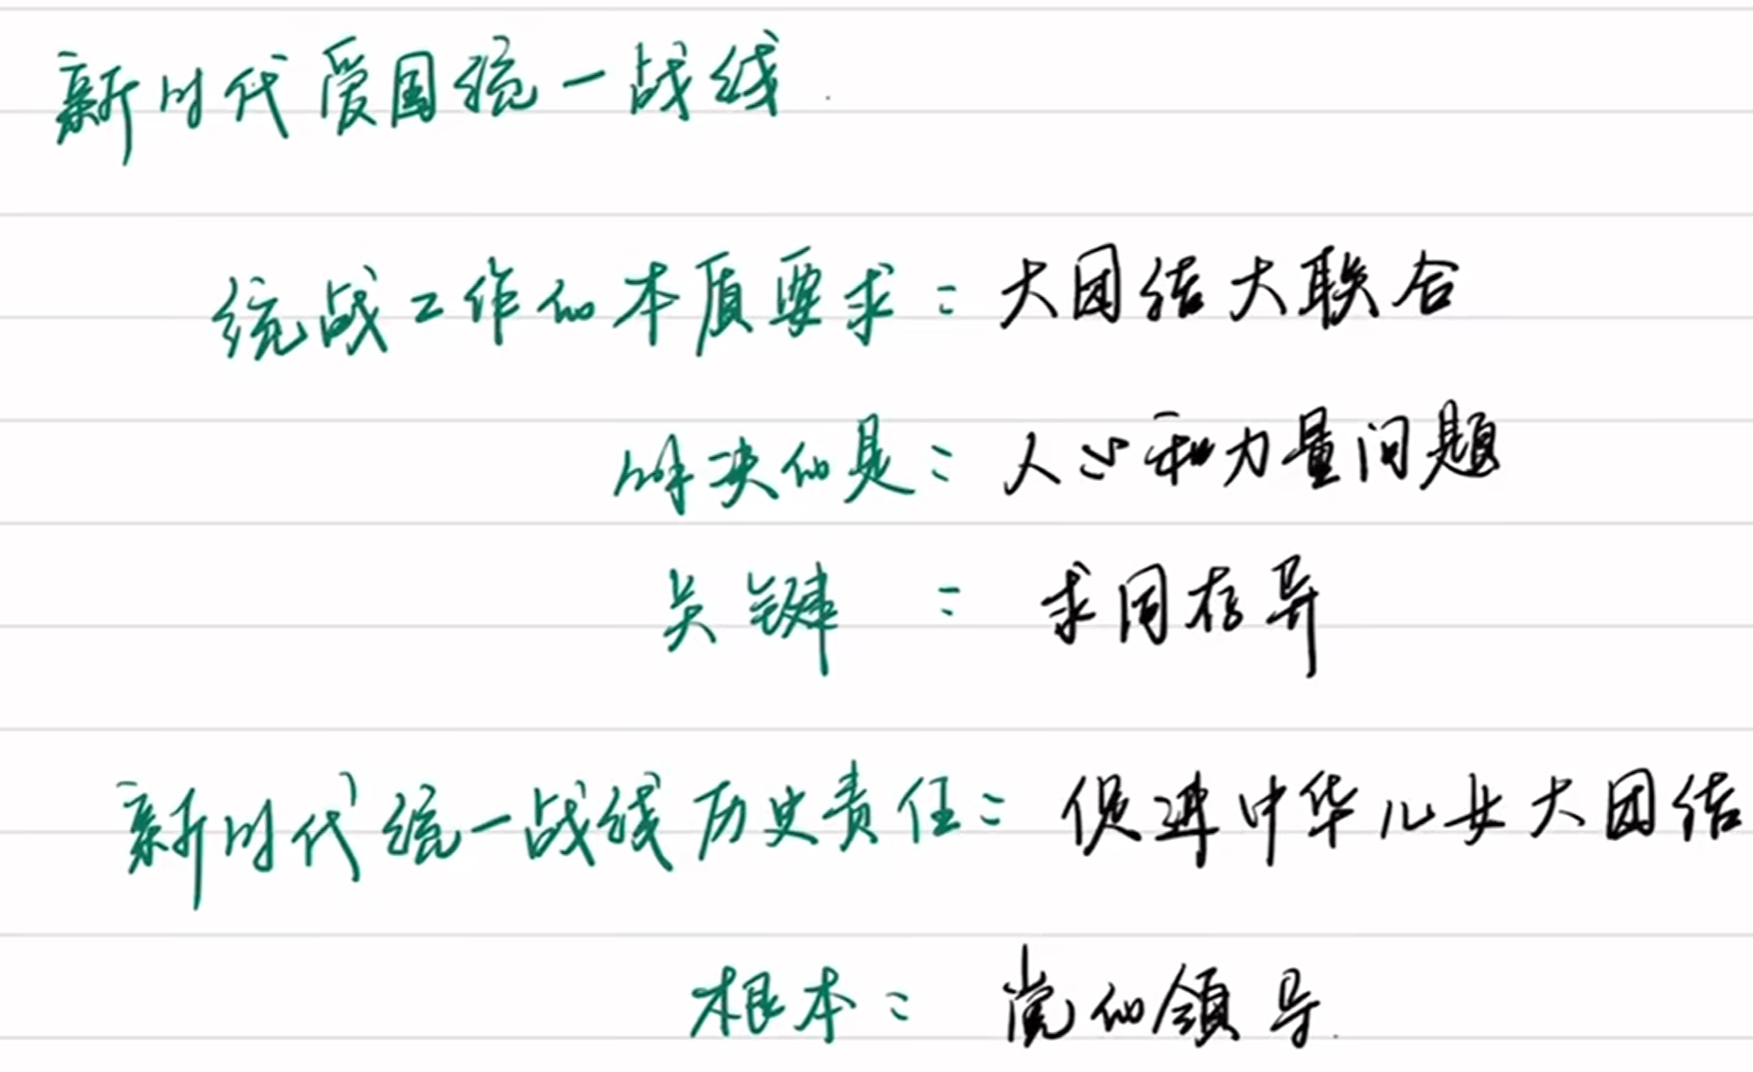 新时代爱国统一战线
统战工作的本质要求：大团结大联合
解决的是：人心和力量问题
关键：求同存异
新时代统一战线历史责任：促进中华儿女大团结
根本：党的领导